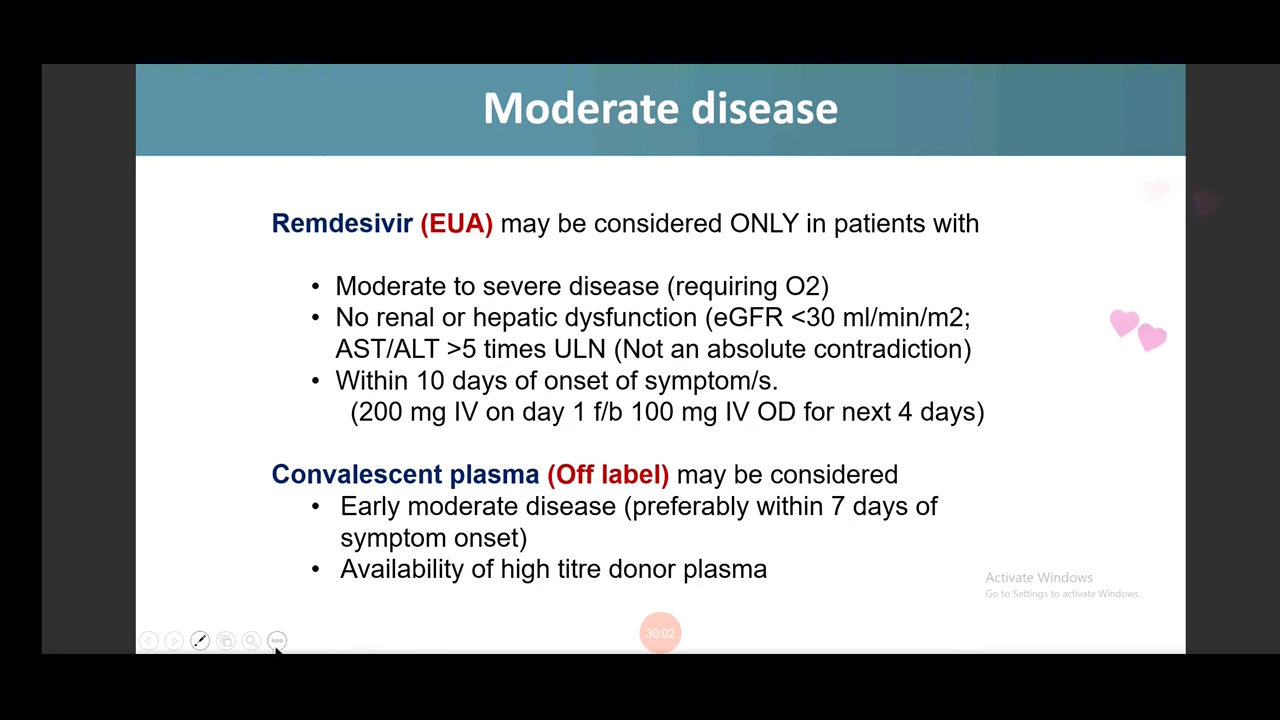 Moderate disease
Remdesivir (EUA) may be considered ONLY in patients with
• Moderate to severe disease (requiring O2)
• No renal or hepatic dysfunction (eGFR <30 ml/min/m2;
AST/ALT >5 times ULN (Not an absolute contradiction)
• Within 10 days of onset of symptom/s.
(200 mg IV on day 1 f/b 100 mg IV OD for next 4 days)
Convalescent plasma (Off label) may be considered
• Early moderate disease (preferably within 7 days of
symptom onset)
• Availability of high titre donor plasma
Activate Windows
Go to Settings to activate Windows.
30:02